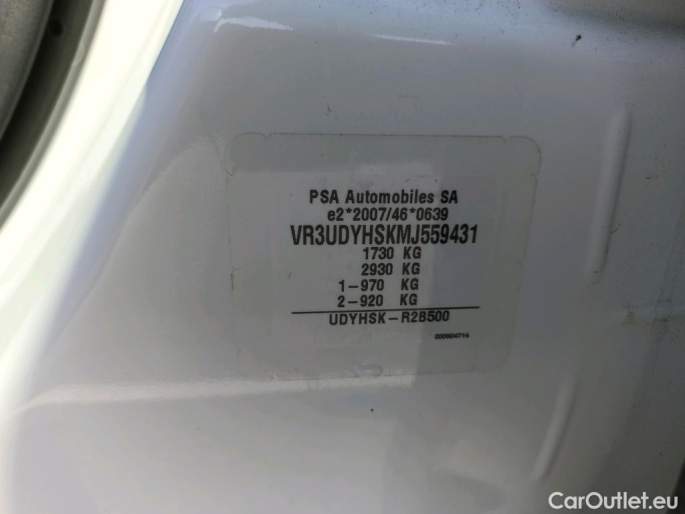 PSA Automobiles SA
e2*2007/46*0639
VR3UDYHSKMJ559431
1730 KG
2930 KG
1-970 KG
2-920 KG
UDYHSK-R2B500
CarOutlet.eu